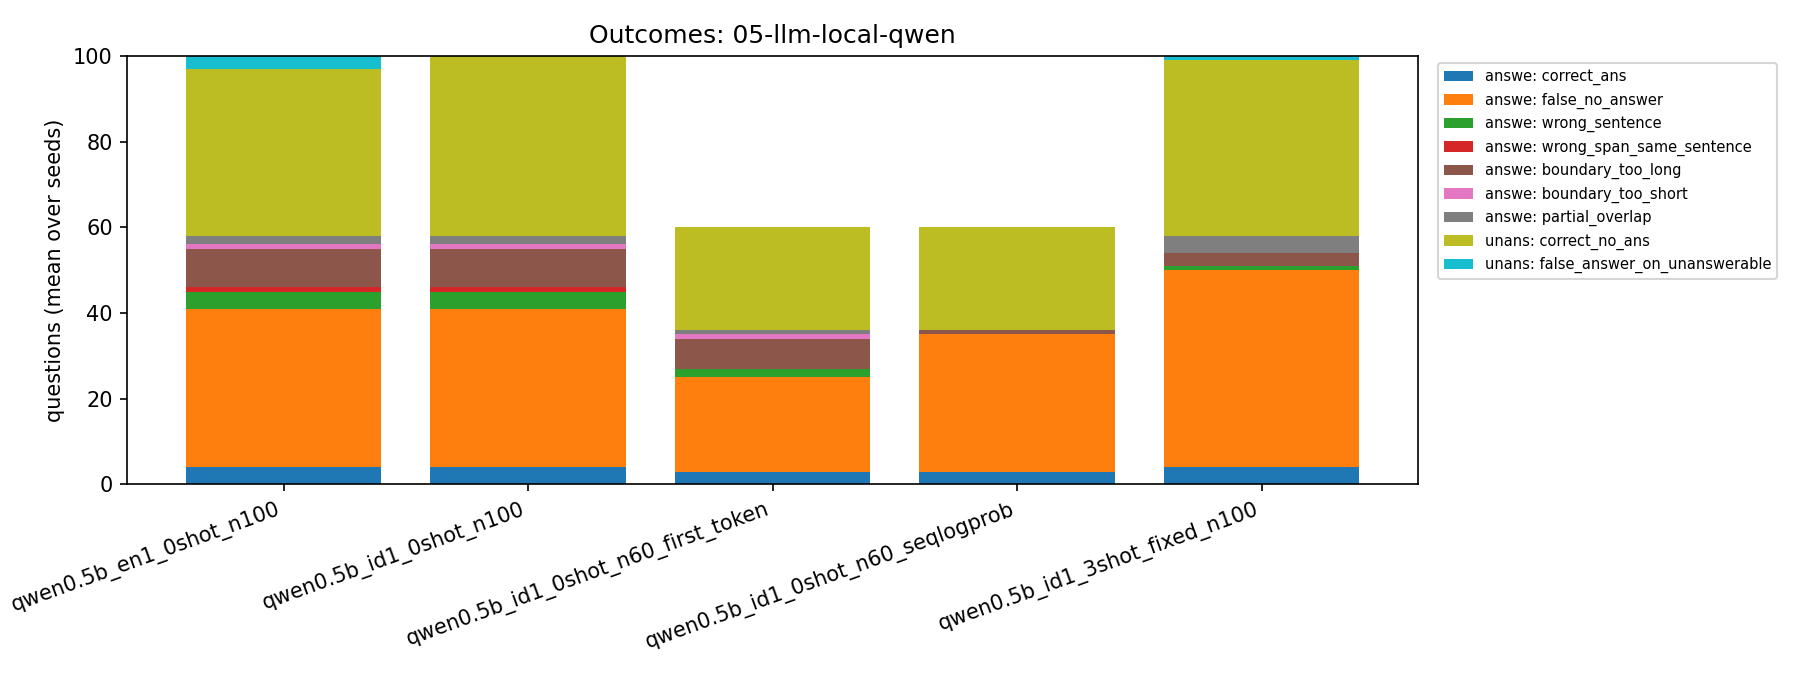 Outcomes: 05-llm-local-qwen
questions (mean over seeds)
100
80
60
40
20
0
qwen0.5b_en1_0shot_n100
qwen0.5b_id1_0shot_n100
qwen0.5b_id1_0shot_n60_first_token
qwen0.5b_id1_0shot_n60_seqlogprob
qwen0.5b_id1_3shot_fixed_n100
answe: correct_ans
answe: false_no_answer
answe: wrong_sentence
answe: wrong_span_same_sentence
answe: boundary_too_long
answe: boundary_too_short
answe: partial_overlap
unans: correct_no_ans
unans: false_answer_on_unanswerable